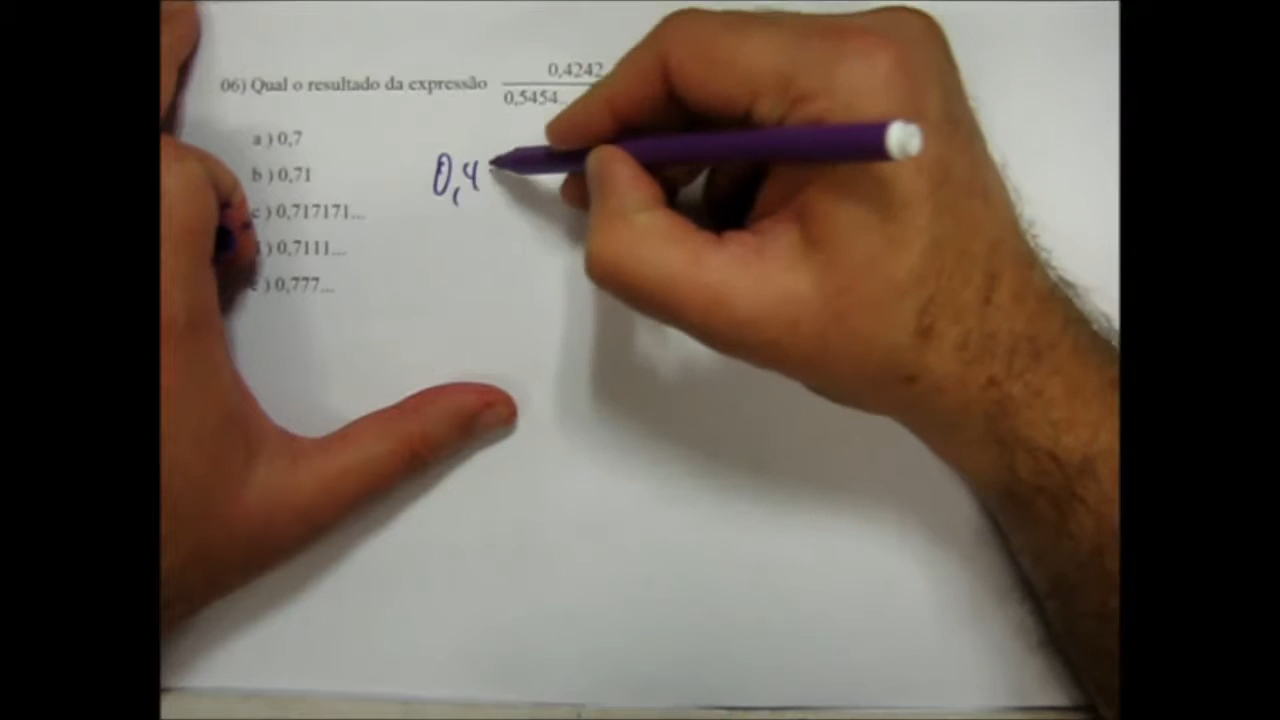 06) Qual o resultado da expressão
0,4242
0,5454..
a ) 0,7
b ) 0,71
c ) 0,717171...
) 0,7111...
e ) 0,777...
0,4